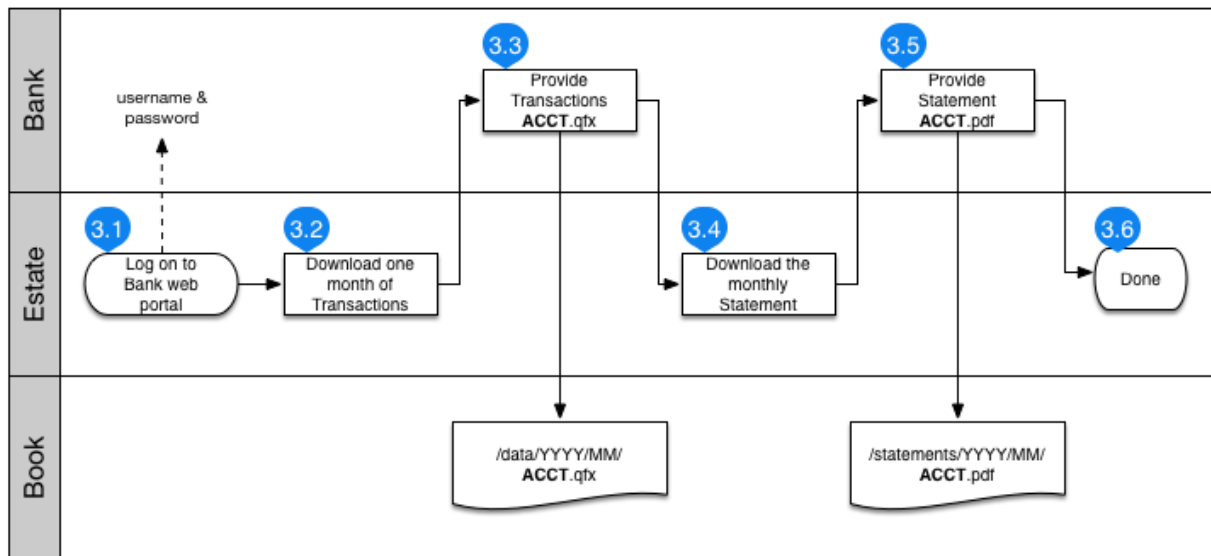 Bank
username &
password
3.3
Provide
Transactions
ACCT.qfx
3.5
Provide
Statement
ACCT.pdf
Estate
3.1
Log on to
Bank web
portal
3.2
Download one
month of
Transactions
3.4
Download the
monthly
Statement
3.6
Done
Book
/data/YYYY/MM/
ACCT.qfx
/statements/YYYY/MM/
ACCT.pdf